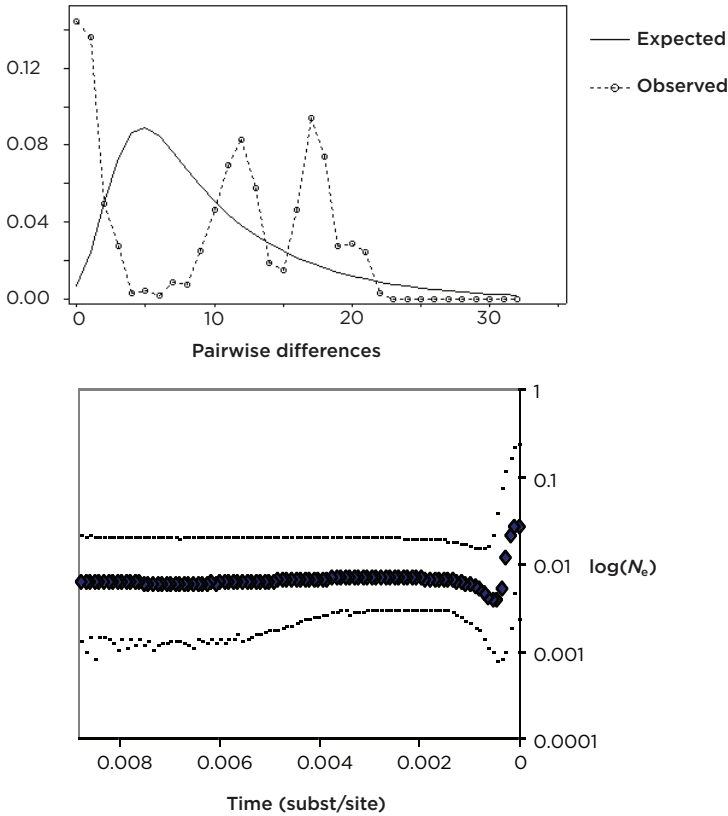 Expected
Observed
0.12
0.08
0.04
0.00
0 10 20 30
Pairwise differences
1
0.1
0.01
log(Ne)
0.001
0.0001
0.008 0.006 0.004 0.002 0
Time (subst/site)